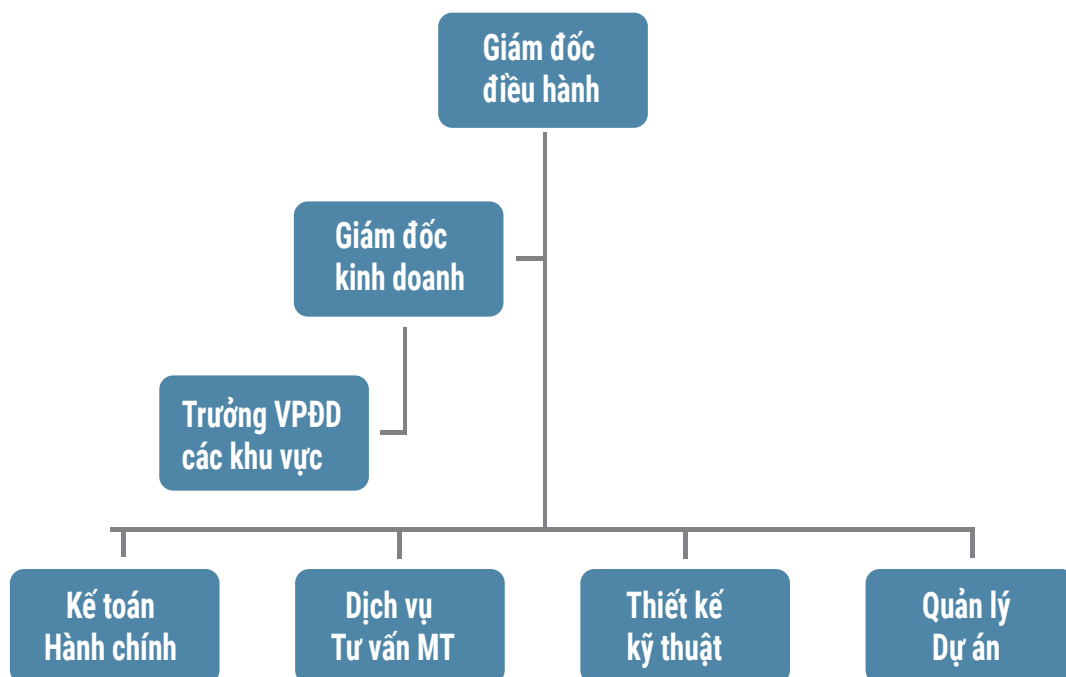 Giám đốc
điều hành
Giám đốc
kinh doanh
Trưởng VPĐD
các khu vực
Kế toán
Hành chính
Dịch vụ
Tư vấn MT
Thiết kế
kỹ thuật
Quản lý
Dự án